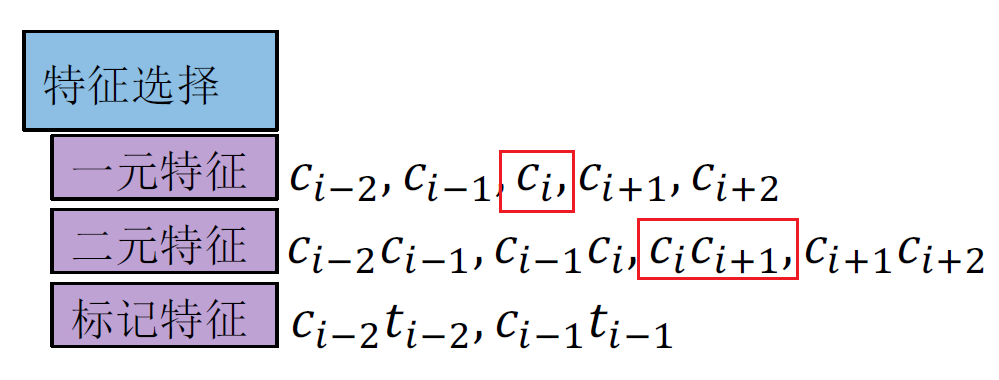 特征选择
一元特征 c_{i−2}, c_{i−1}, c_i, c_{i+1}, c_{i+2}
二元特征 c_{i−2}c_{i−1}, c_{i−1}c_i, c_ic_{i+1}, c_{i+1}c_{i+2}
标记特征 c_{i−2}t_{i−2}, c_{i−1}t_{i−1}